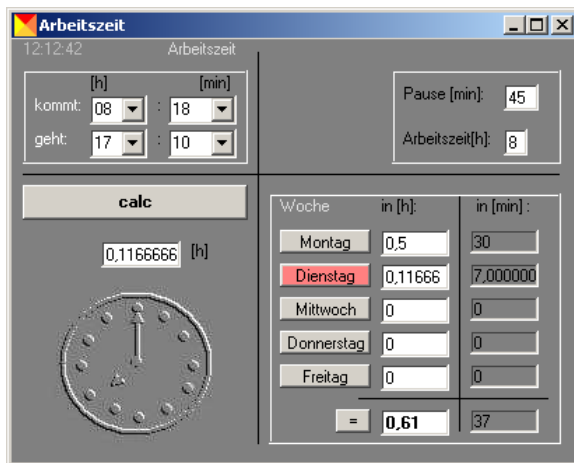 Arbeitszeit
12:12:42 Arbeitszeit
[h] [min]
kommt: 08 : 18
geht: 17 : 10
Pause [min]: 45
Arbeitszeit[h]: 8
calc
0,1166666 [h]
Woche in [h]: in [min] :
Montag 0,5 30
Dienstag 0,11666 7,000000
Mittwoch 0 0
Donnerstag 0 0
Freitag 0 0
= 0,61 37